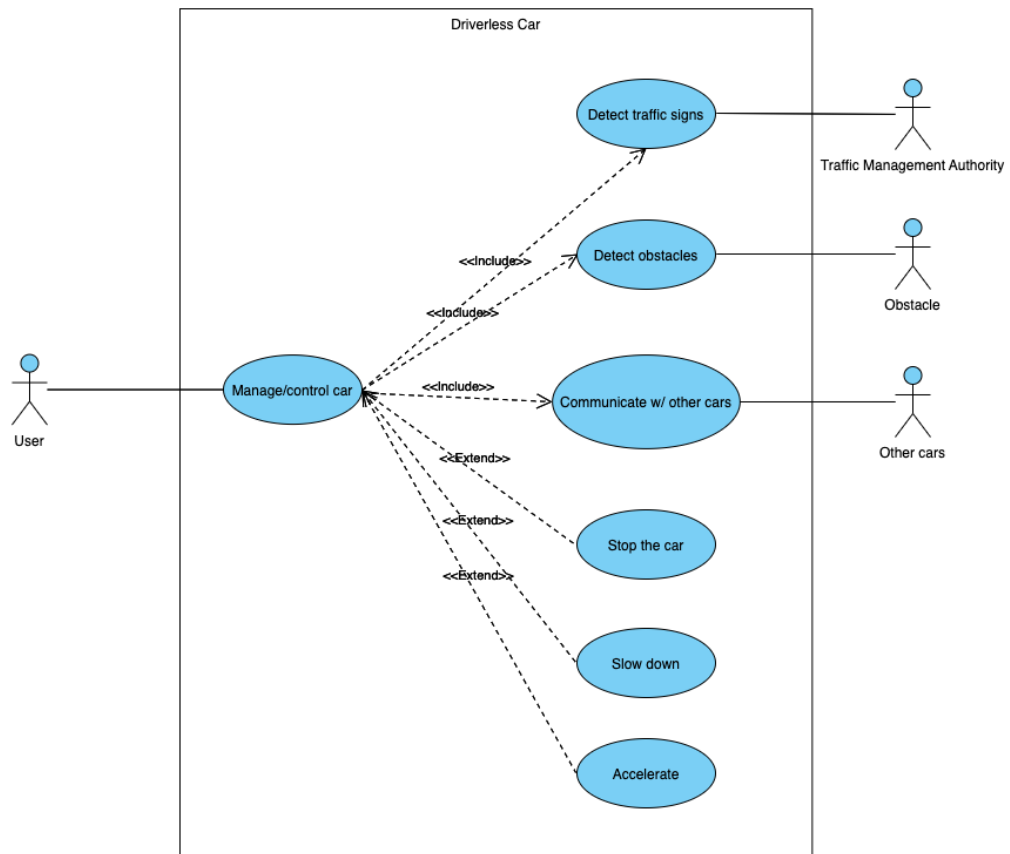 Driverless Car
Detect traffic signs
Traffic Management Authority
<<Include>>
Detect obstacles
Obstacle
<<Include>>
Manage/control car
<<Include>>
Communicate w/ other cars
User
Other cars
<<Extend>>
<<Extend>>
Stop the car
<<Extend>>
Slow down
Accelerate